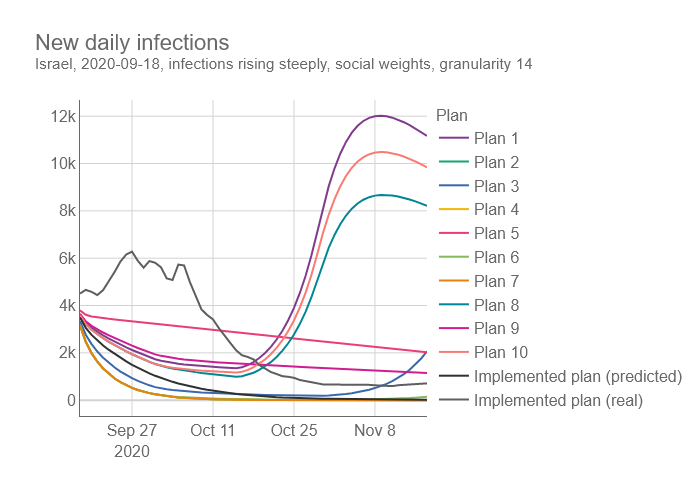 New daily infections
Israel, 2020-09-18, infections rising steeply, social weights, granularity 14
12k
10k
8k
6k
4k
2k
0
Sep 27
2020
Oct 11
Oct 25
Nov 8
Plan
Plan 1
Plan 2
Plan 3
Plan 4
Plan 5
Plan 6
Plan 7
Plan 8
Plan 9
Plan 10
Implemented plan (predicted)
Implemented plan (real)